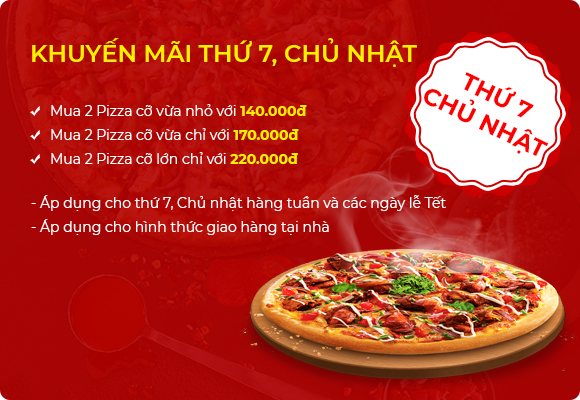 KHUYẾN MÃI THỨ 7, CHỦ NHẬT
THỨ 7
CHỦ NHẬT
Mua 2 Pizza cỡ vừa nhỏ với 140.000đ
Mua 2 Pizza cỡ vừa chỉ với 170.000đ
Mua 2 Pizza cỡ lớn chỉ với 220.000đ
- Áp dụng cho thứ 7, Chủ nhật hàng tuần và các ngày lễ Tết
- Áp dụng cho hình thức giao hàng tại nhà